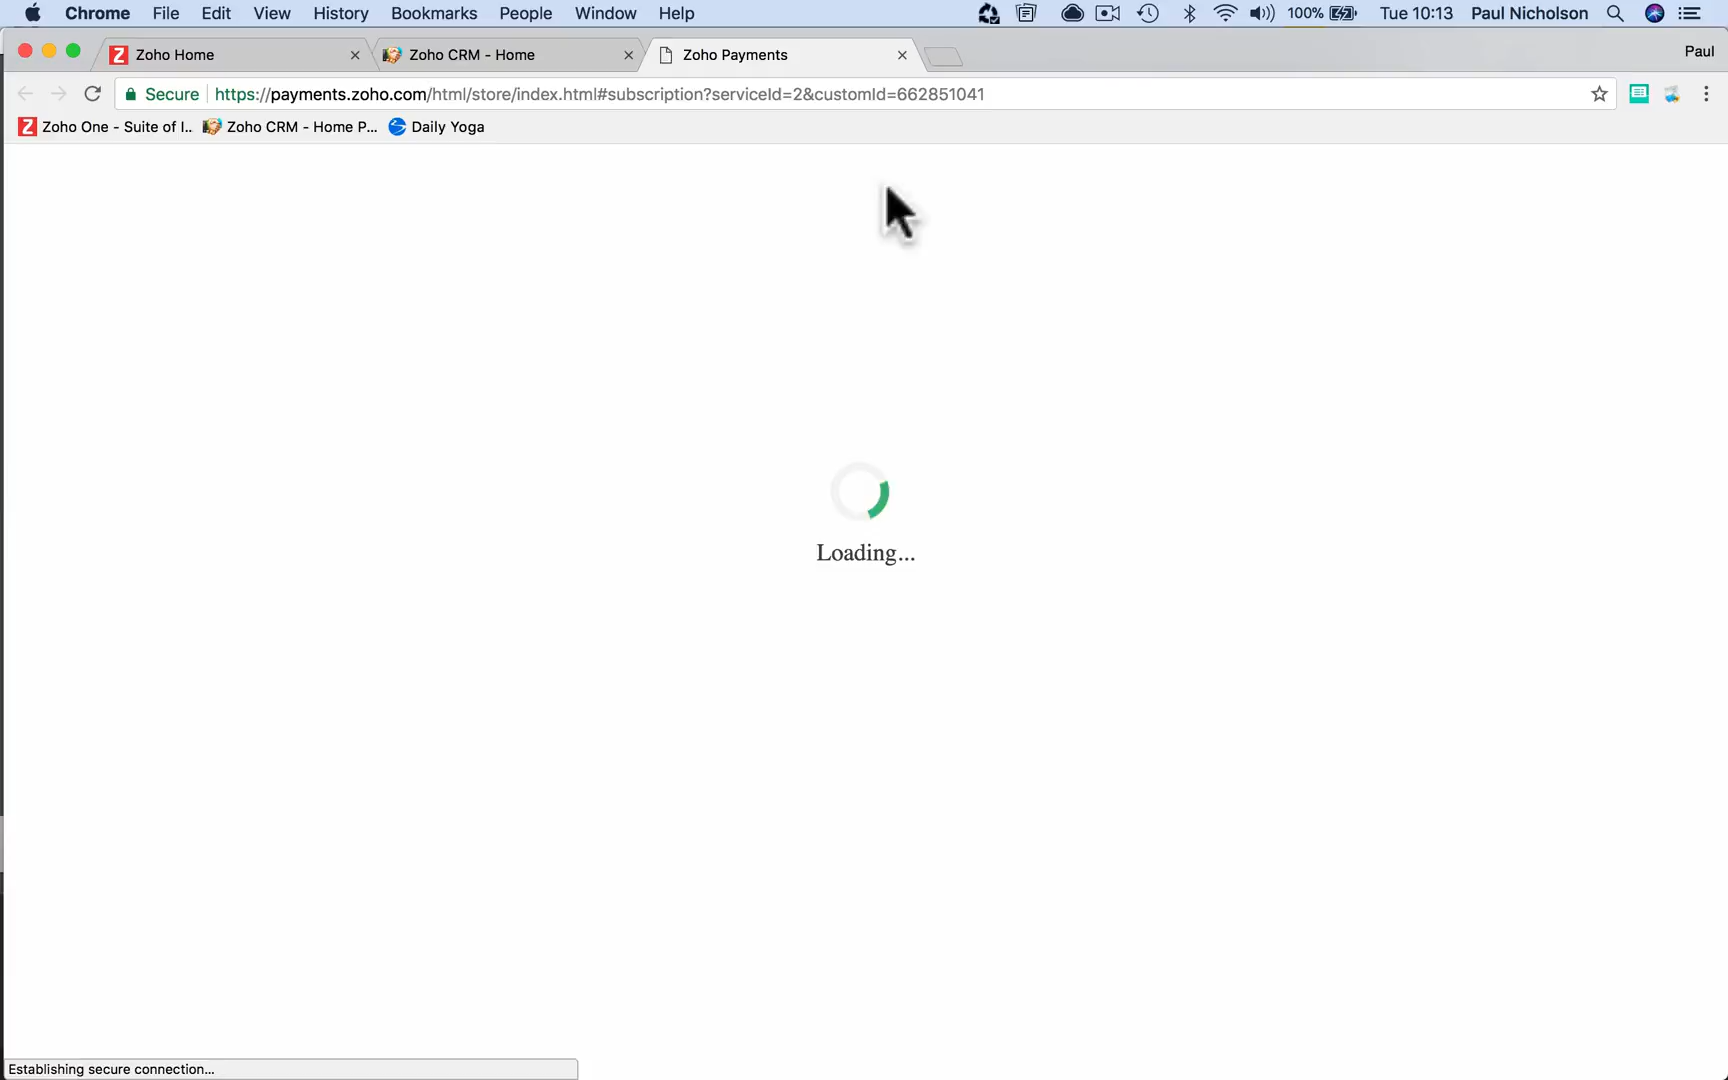 Chrome File Edit View History Bookmarks People Window Help 100% Tue 10:13 Paul Nicholson
Zoho Home Zoho CRM - Home Zoho Payments Paul
Secure https://payments.zoho.com/html/store/index.html#subscription?serviceId=2&customId=662851041
Zoho One - Suite of I... Zoho CRM - Home P... Daily Yoga
Loading...
Establishing secure connection...